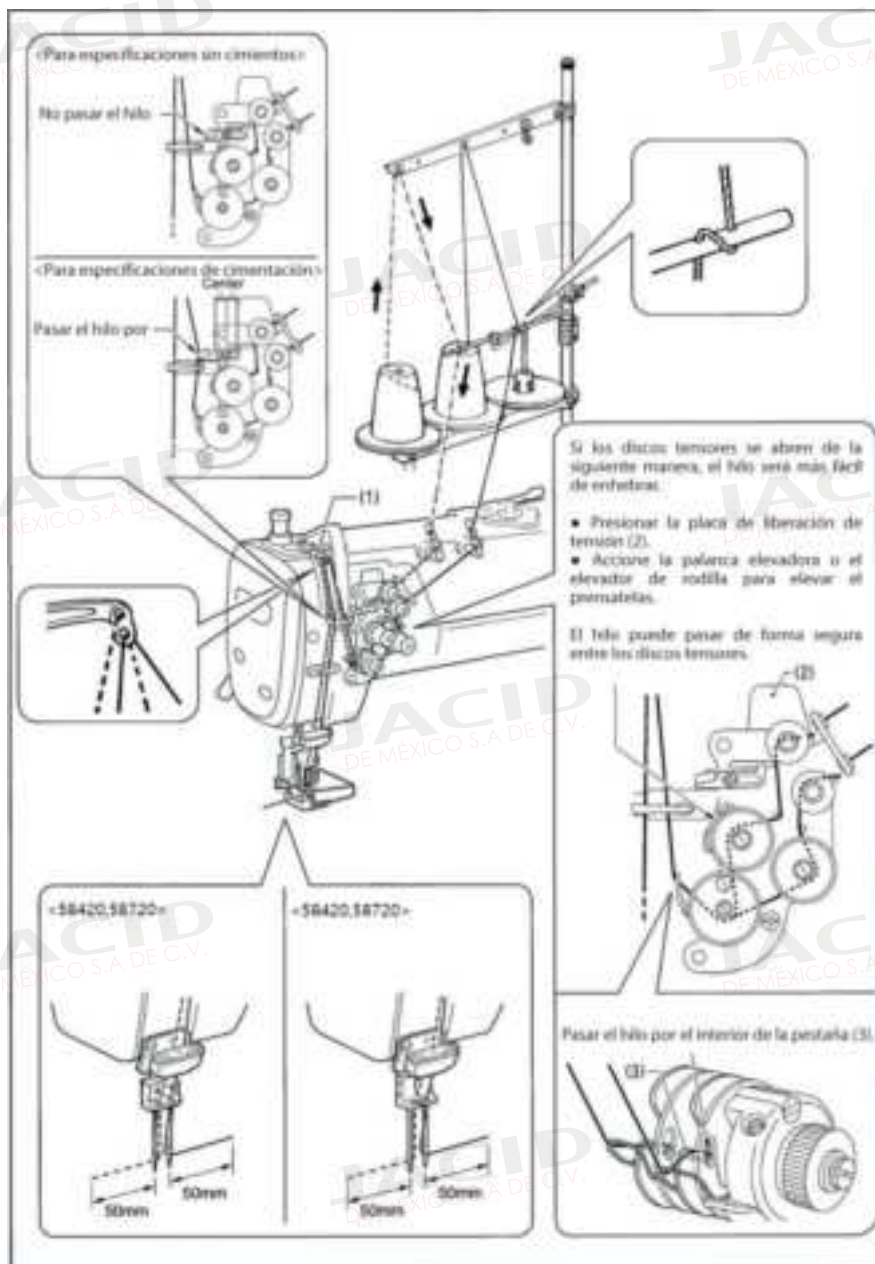 <Para especificaciones sin cimientos>
No pasar el hilo
<Para especificaciones de cimentación>
Center
Pasar el hilo por
(1)
Si los discos tensores se abren de la
siguiente manera, el hilo será más fácil
de enhebrar.
• Presionar la placa de liberación de
tensión (2).
• Accione la palanca elevadora o el
elevador de rodilla para elevar el
prensatelas.
El hilo puede pasar de forma segura
entre los discos tensores.
(2)
<58420,58720>
<58420,58720>
50mm
50mm
50mm
50mm
Pasar el hilo por el interior de la pestaña (3).
(3)
JACID
DE MÉXICO S.A DE C.V.